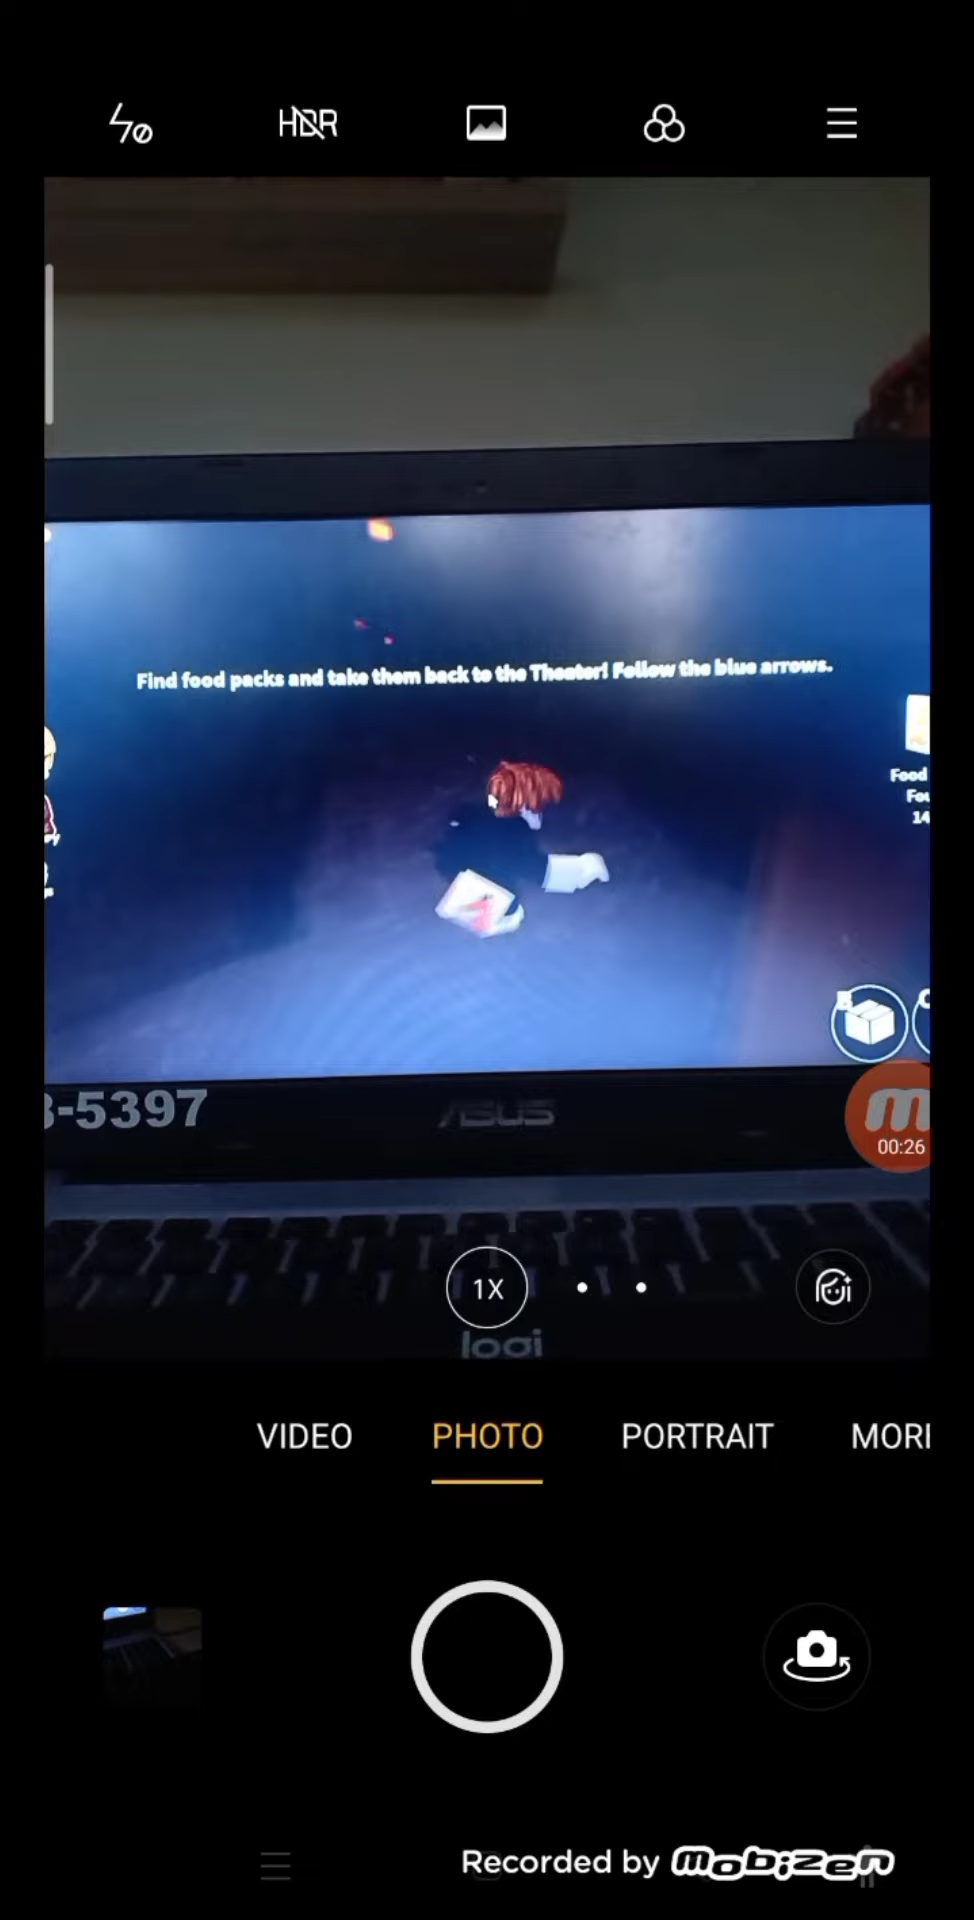 HDR
Find food packs and take them back to the Theater! Follow the blue arrows.
Food
14
B
-5397
ASUS
m
00:26
1X
logi
VIDEO
PHOTO
PORTRAIT
MORE
Recorded by mobizen